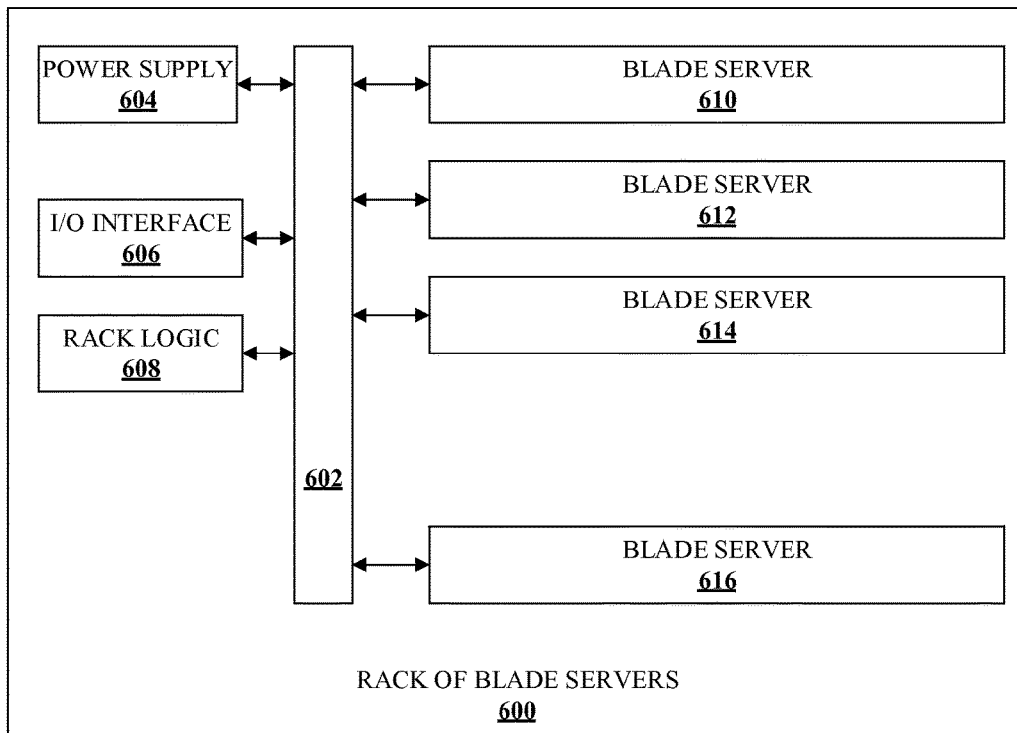 POWER SUPPLY
604
I/O INTERFACE
606
RACK LOGIC
608
602
BLADE SERVER
610
BLADE SERVER
612
BLADE SERVER
614
BLADE SERVER
616
RACK OF BLADE SERVERS
600